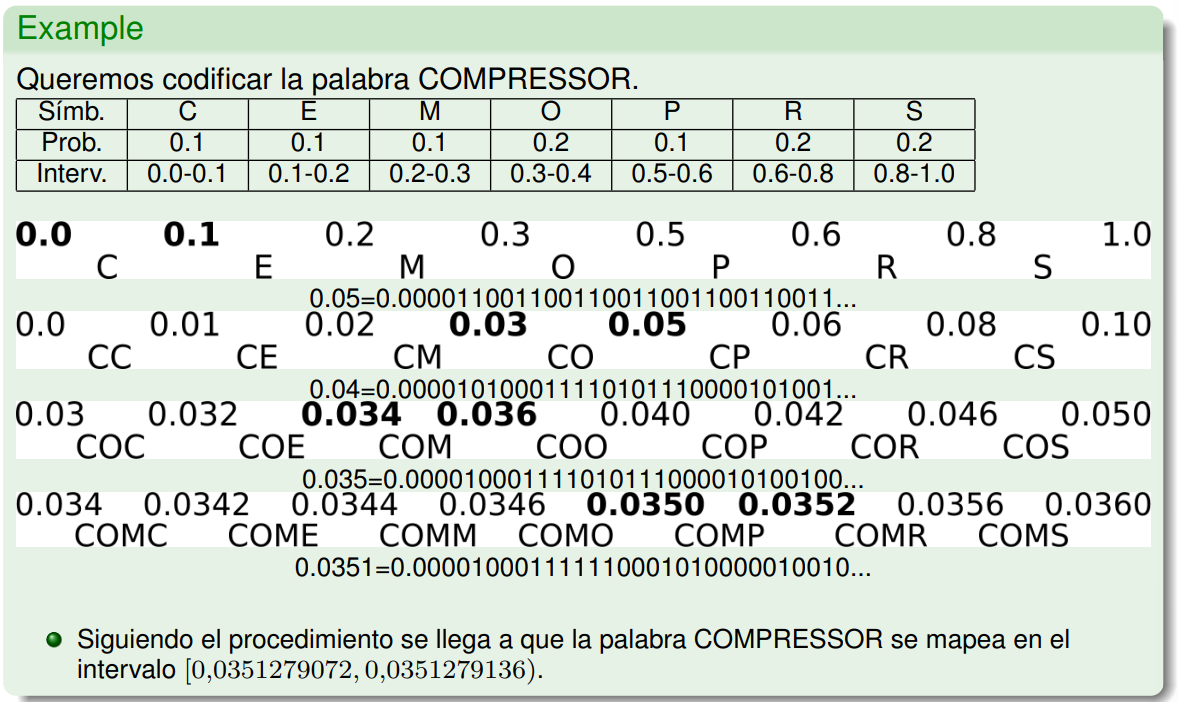 Example
Queremos codificar la palabra COMPRESSOR.
Símb. C E M O P R S
Prob. 0.1 0.1 0.1 0.2 0.1 0.2 0.2
Interv. 0.0-0.1 0.1-0.2 0.2-0.3 0.3-0.4 0.5-0.6 0.6-0.8 0.8-1.0
0.0 0.1 0.2 0.3 0.5 0.6 0.8 1.0
C E M O P R S
0.05=0.0000110011001100110011001100110011...
0.0 0.01 0.02 0.03 0.05 0.06 0.08 0.10
CC CE CM CO CP CR CS
0.04=0.0000101000111101011100001010001...
0.03 0.032 0.034 0.036 0.040 0.042 0.046 0.050
COC COE COM COO COP COR COS
0.035=0.00001000111101011100001010 0100...
0.034 0.0342 0.0344 0.0346 0.0350 0.0352 0.0356 0.0360
COMC COME COMM COMO COMP COMR COMS
0.0351=0.00001000111111000101000010010...
Siguiendo el procedimiento se llega a que la palabra COMPRESSOR se mapea en el
intervalo [0,0351279072, 0,0351279136).